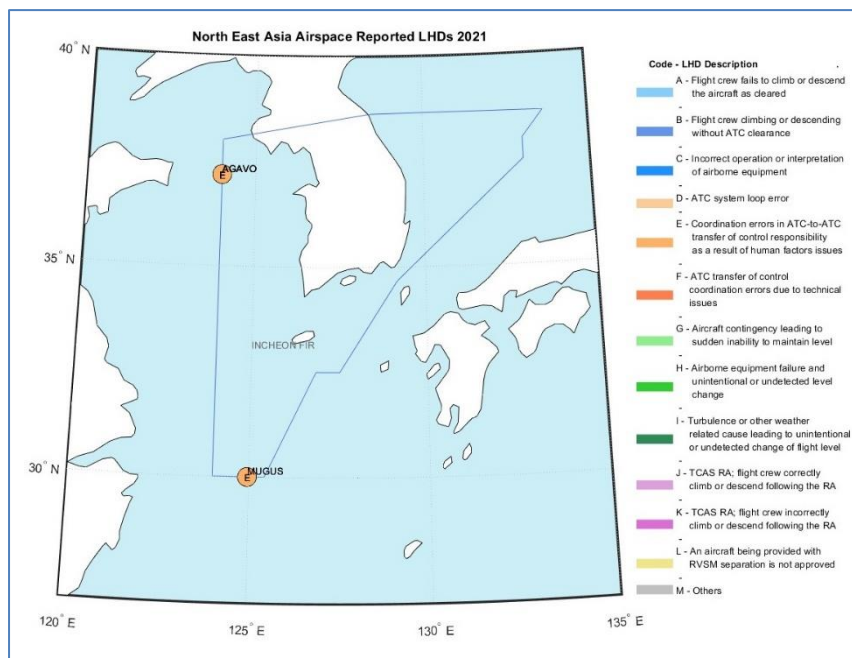 North East Asia Airspace Reported LHDs 2021
40° N
35° N
30° N
120° E
125° E
130° E
135° E
AGAVO
E
INCHEON FIR
MUGUS
E
Code - LHD Description .
A - Flight crew fails to climb or descend
the aircraft as cleared
-
B - Flight crew climbing or descending
without ATC clearance
-
C - Incorrect operation or interpretation
of airborne equipment
-
D - ATC system loop error
-
E - Coordination errors in ATC-to-ATC
transfer of control responsibility
as a result of human factors issues
-
F - ATC transfer of control
coordination errors due to technical
issues
-
G - Aircraft contingency leading to
sudden inability to maintain level
-
H - Airborne equipment failure and
unintentional or undetected level
change
-
I - Turbulence or other weather
related cause leading to unintentional
or undetected change of flight level
-
J - TCAS RA; flight crew correctly
climb or descend following the RA
-
K - TCAS RA; flight crew incorrectly
climb or descend following the RA
-
L - An aircraft being provided with
RVSM separation is not approved
-
M - Others